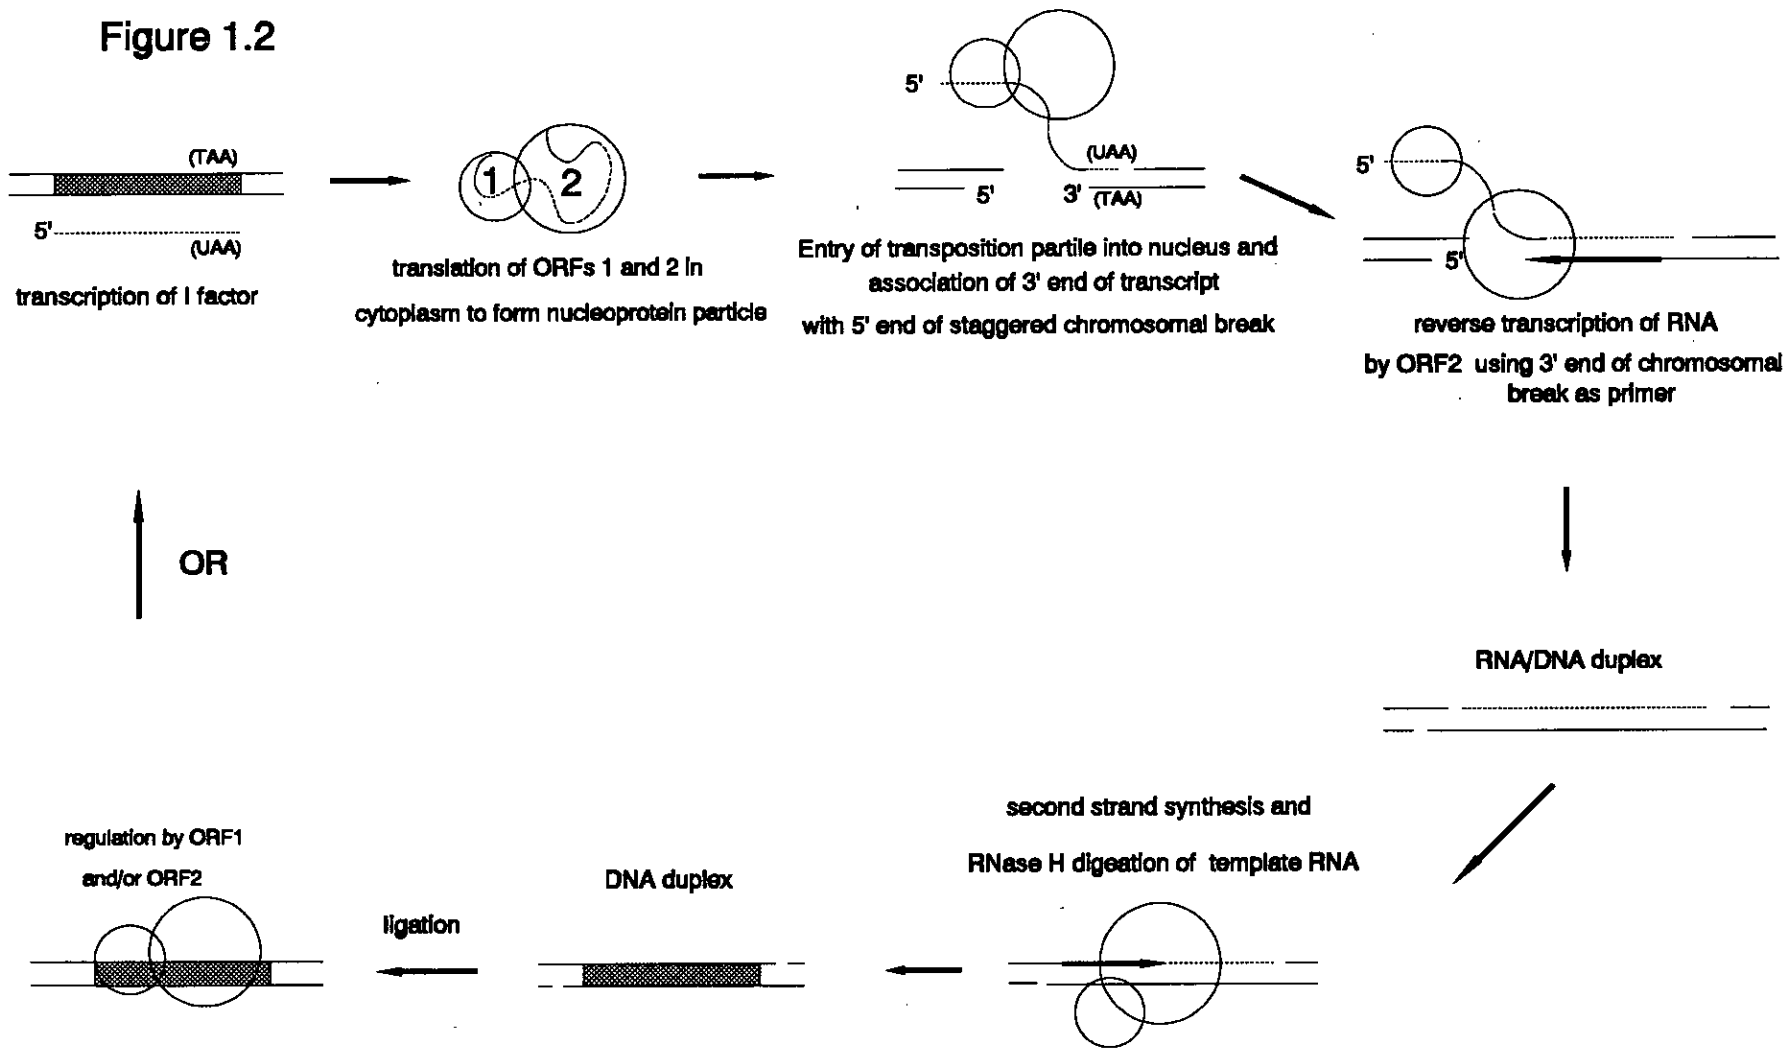 Figure 1.2
(TAA)
5'
(UAA)
transcription of I factor
1
2
translation of ORFs 1 and 2 in
cytoplasm to form nucleoprotein particle
5'
(UAA)
5'
3'
(TAA)
Entry of transposition partile into nucleus and
association of 3' end of transcript
with 5' end of staggered chromosomal break
5'
5'
reverse transcription of RNA
by ORF2 using 3' end of chromosomal
break as primer
RNA/DNA duplex
second strand synthesis and
RNase H digeation of template RNA
DNA duplex
ligation
regulation by ORF1
and/or ORF2
OR